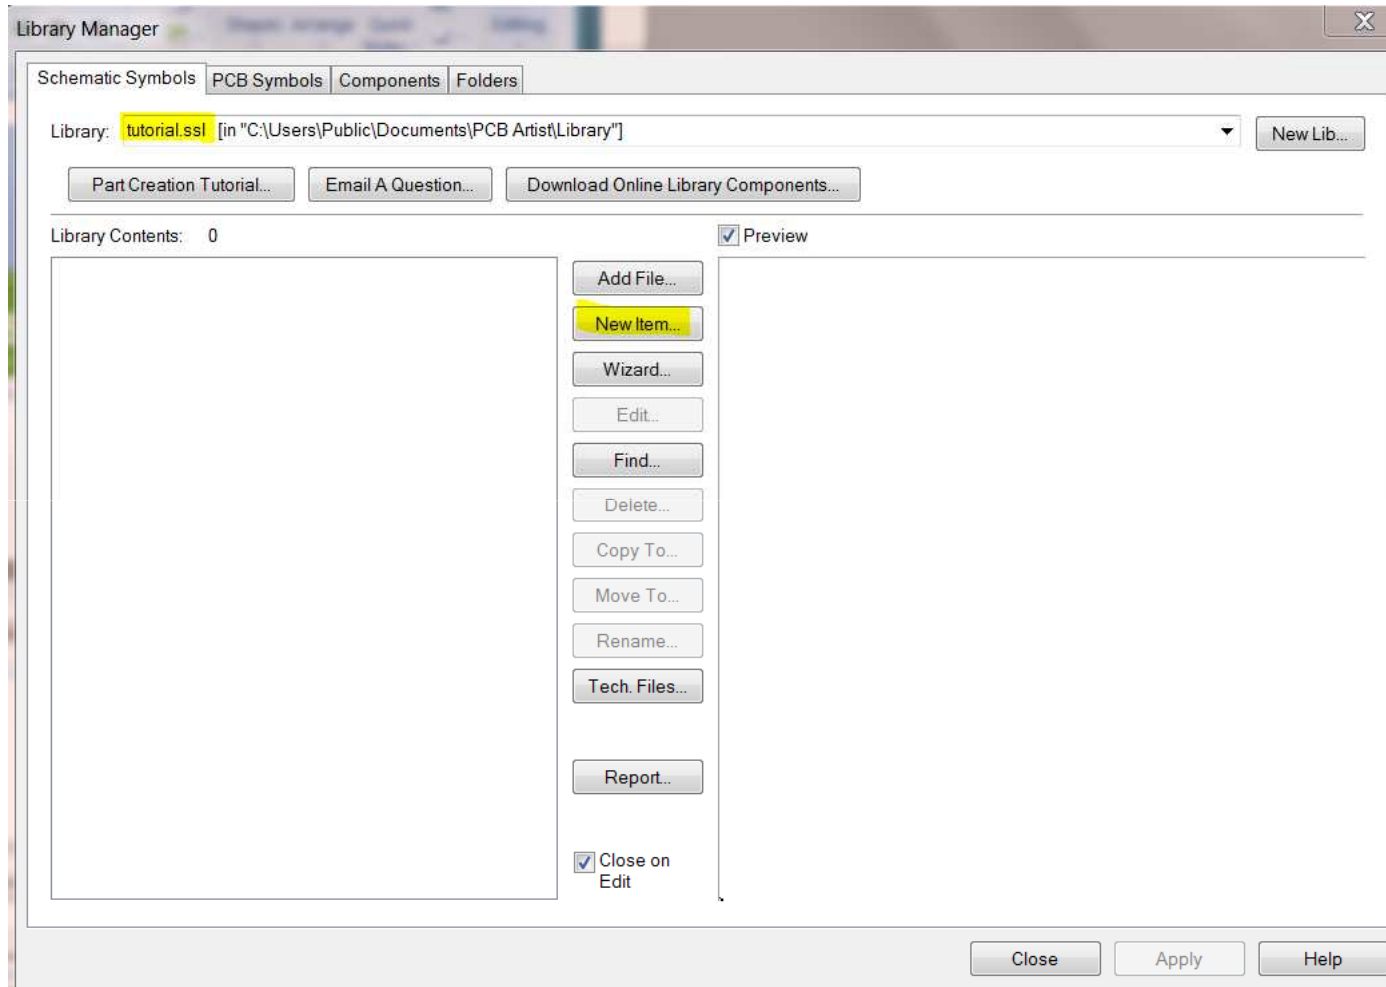 Library Manager
Schematic Symbols PCB Symbols Components Folders
Library: tutorial.ssl [in "C:\Users\Public\Documents\PCB Artist\Library"] New Lib...
Part Creation Tutorial... Email A Question... Download Online Library Components...
Library Contents: 0 Preview
Add File...
New Item...
Wizard...
Edit...
Find...
Delete...
Copy To...
Move To...
Rename...
Tech. Files...
Report...
Close on
Edit
Close Apply Help